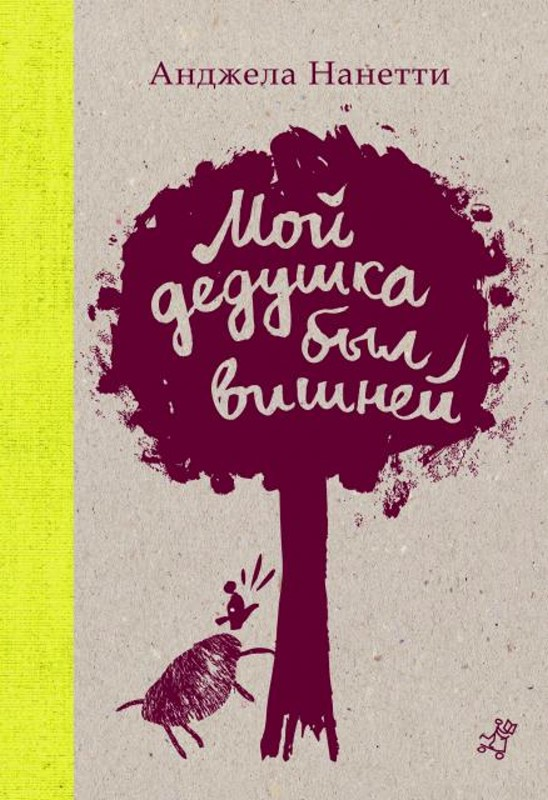 Анджела Нанетти
Мой
дедушка
был
вишней